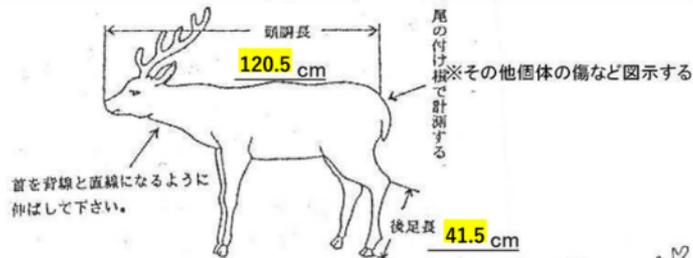 頭胴長
120.5 cm
尾の付け根で計測する
※その他個体の傷など図示する
首を背線と直線になるように
伸ばして下さい。
後足長 41.5 cm